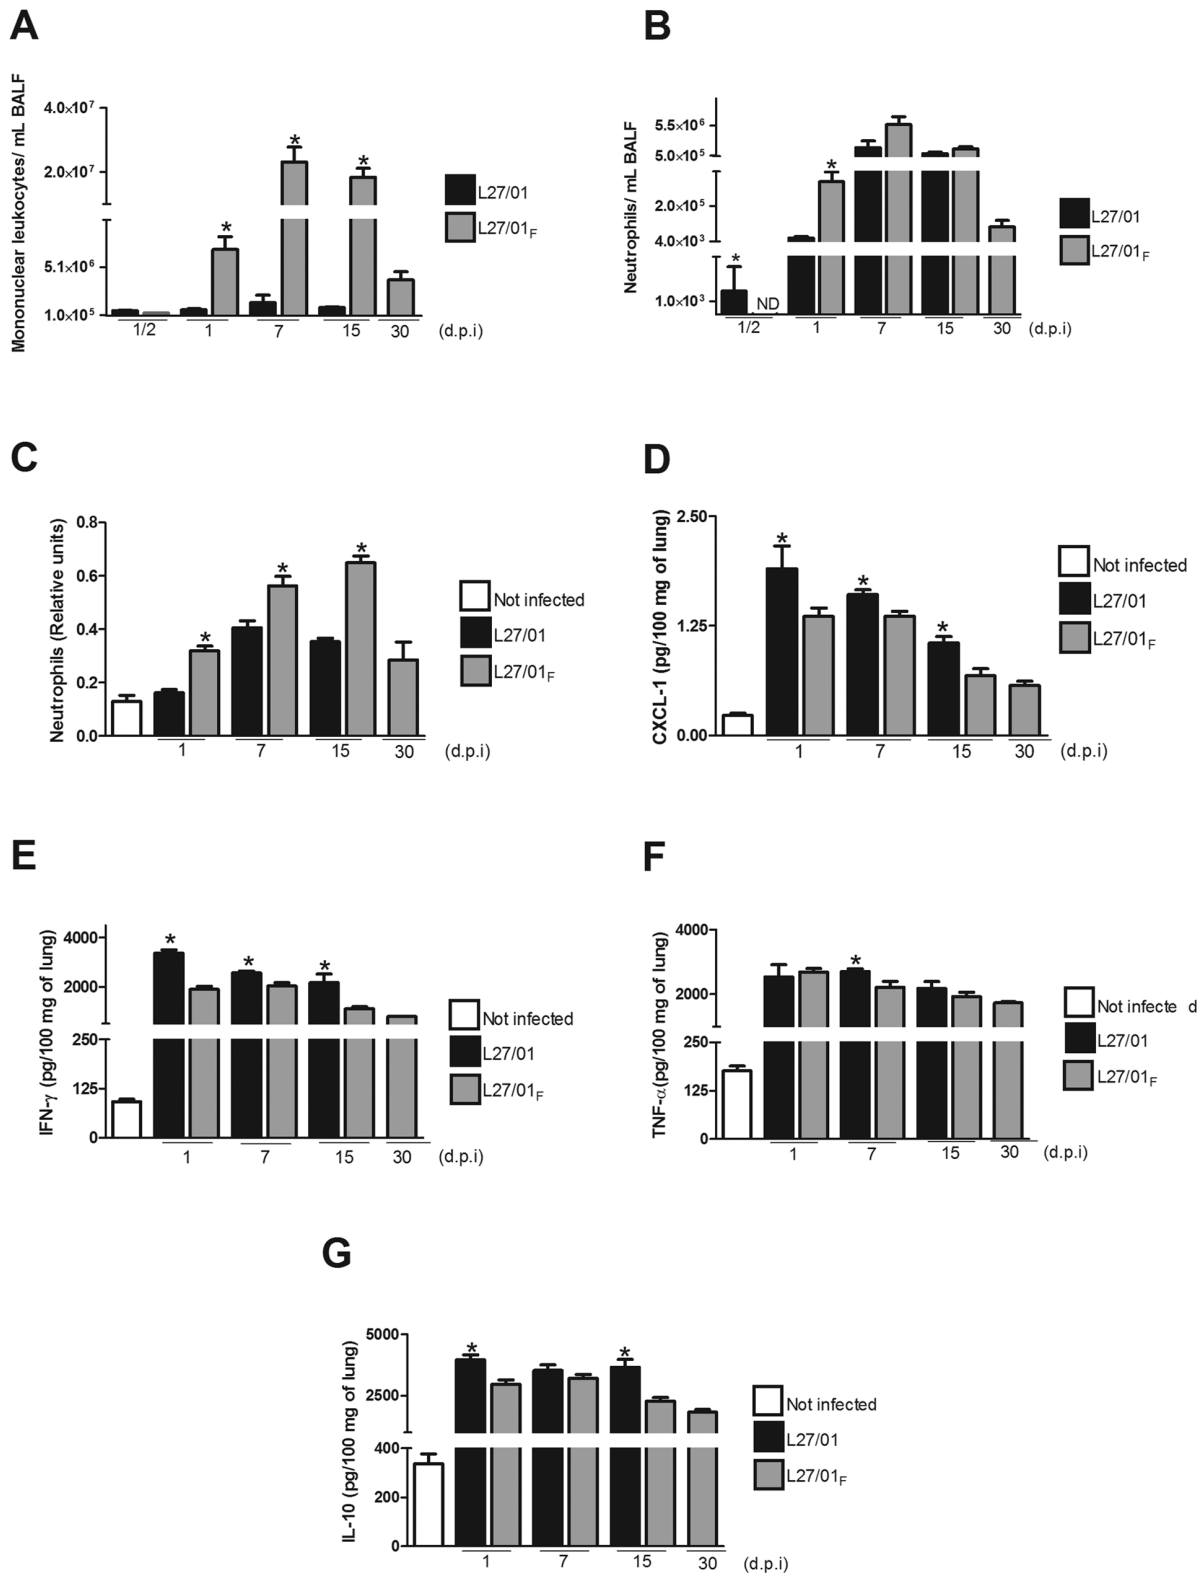 A
Mononuclear leukocytes/ mL BALF
4.0×10⁷
2.0×10⁷
5.1×10⁶
1.0×10⁵
1/2 1 7 15 30 (d.p.i)
L27/01
L27/01F
* * *
B
Neutrophils/ mL BALF
5.5×10⁶
5.0×10⁵
2.0×10⁵
4.0×10³
1.0×10³
* *
ND
1/2 1 7 15 30 (d.p.i)
L27/01
L27/01F
C
Neutrophils (Relative units)
0.8
0.6
0.4
0.2
0.0
* * *
1 7 15 30 (d.p.i)
Not infected
L27/01
L27/01F
D
CXCL-1 (pg/100 mg of lung)
2.50
1.25
0.00
* * *
1 7 15 30 (d.p.i)
Not infected
L27/01
L27/01F
E
IFN-γ (pg/100 mg of lung)
4000
2000
250
125
0
* * *
1 7 15 30 (d.p.i)
Not infected
L27/01
L27/01F
F
TNF-α(pg/100 mg of lung)
4000
2000
250
125
0
*
1 7 15 30 (d.p.i)
Not infecte d
L27/01
L27/01F
G
IL-10 (pg/100 mg of lung)
5000
2500
400
200
0
* *
1 7 15 30 (d.p.i)
Not infected
L27/01
L27/01F